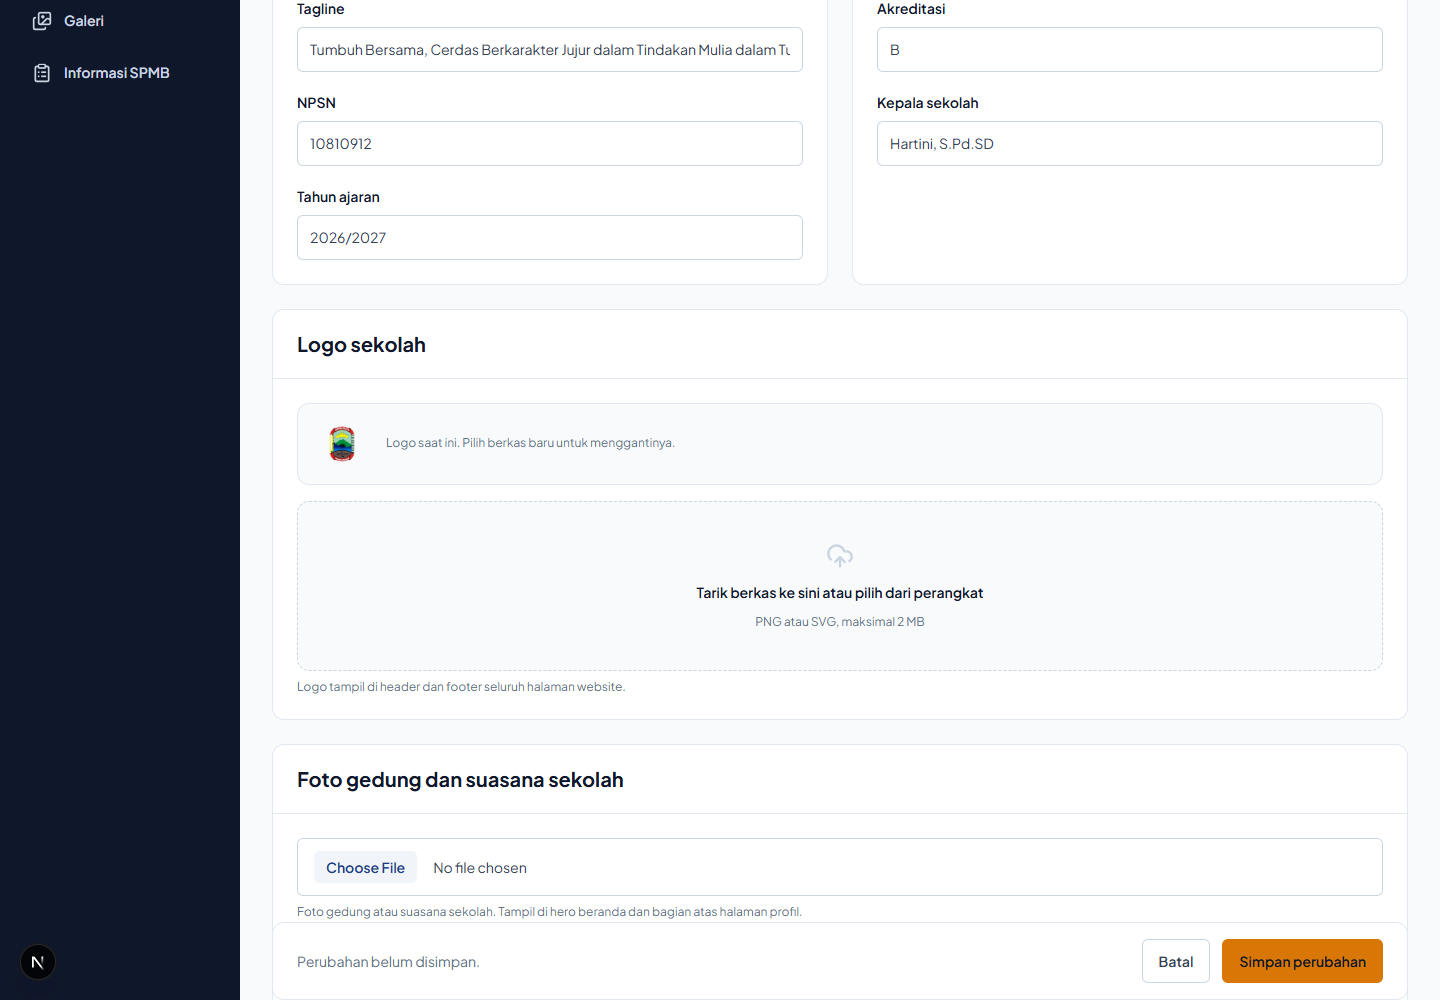 Galeri
Informasi SPMB
Tagline
Tumbuh Bersama, Cerdas Berkarakter Jujur dalam Tindakan Mulia dalam Tu
Akreditasi
B
NPSN
10810912
Kepala sekolah
Hartini, S.Pd.SD
Tahun ajaran
2026/2027
Logo sekolah
Logo saat ini. Pilih berkas baru untuk menggantinya.
Tarik berkas ke sini atau pilih dari perangkat
PNG atau SVG, maksimal 2 MB
Logo tampil di header dan footer seluruh halaman website.
Foto gedung dan suasana sekolah
Choose File No file chosen
Foto gedung atau suasana sekolah. Tampil di hero beranda dan bagian atas halaman profil.
Perubahan belum disimpan.
Batal
Simpan perubahan
N